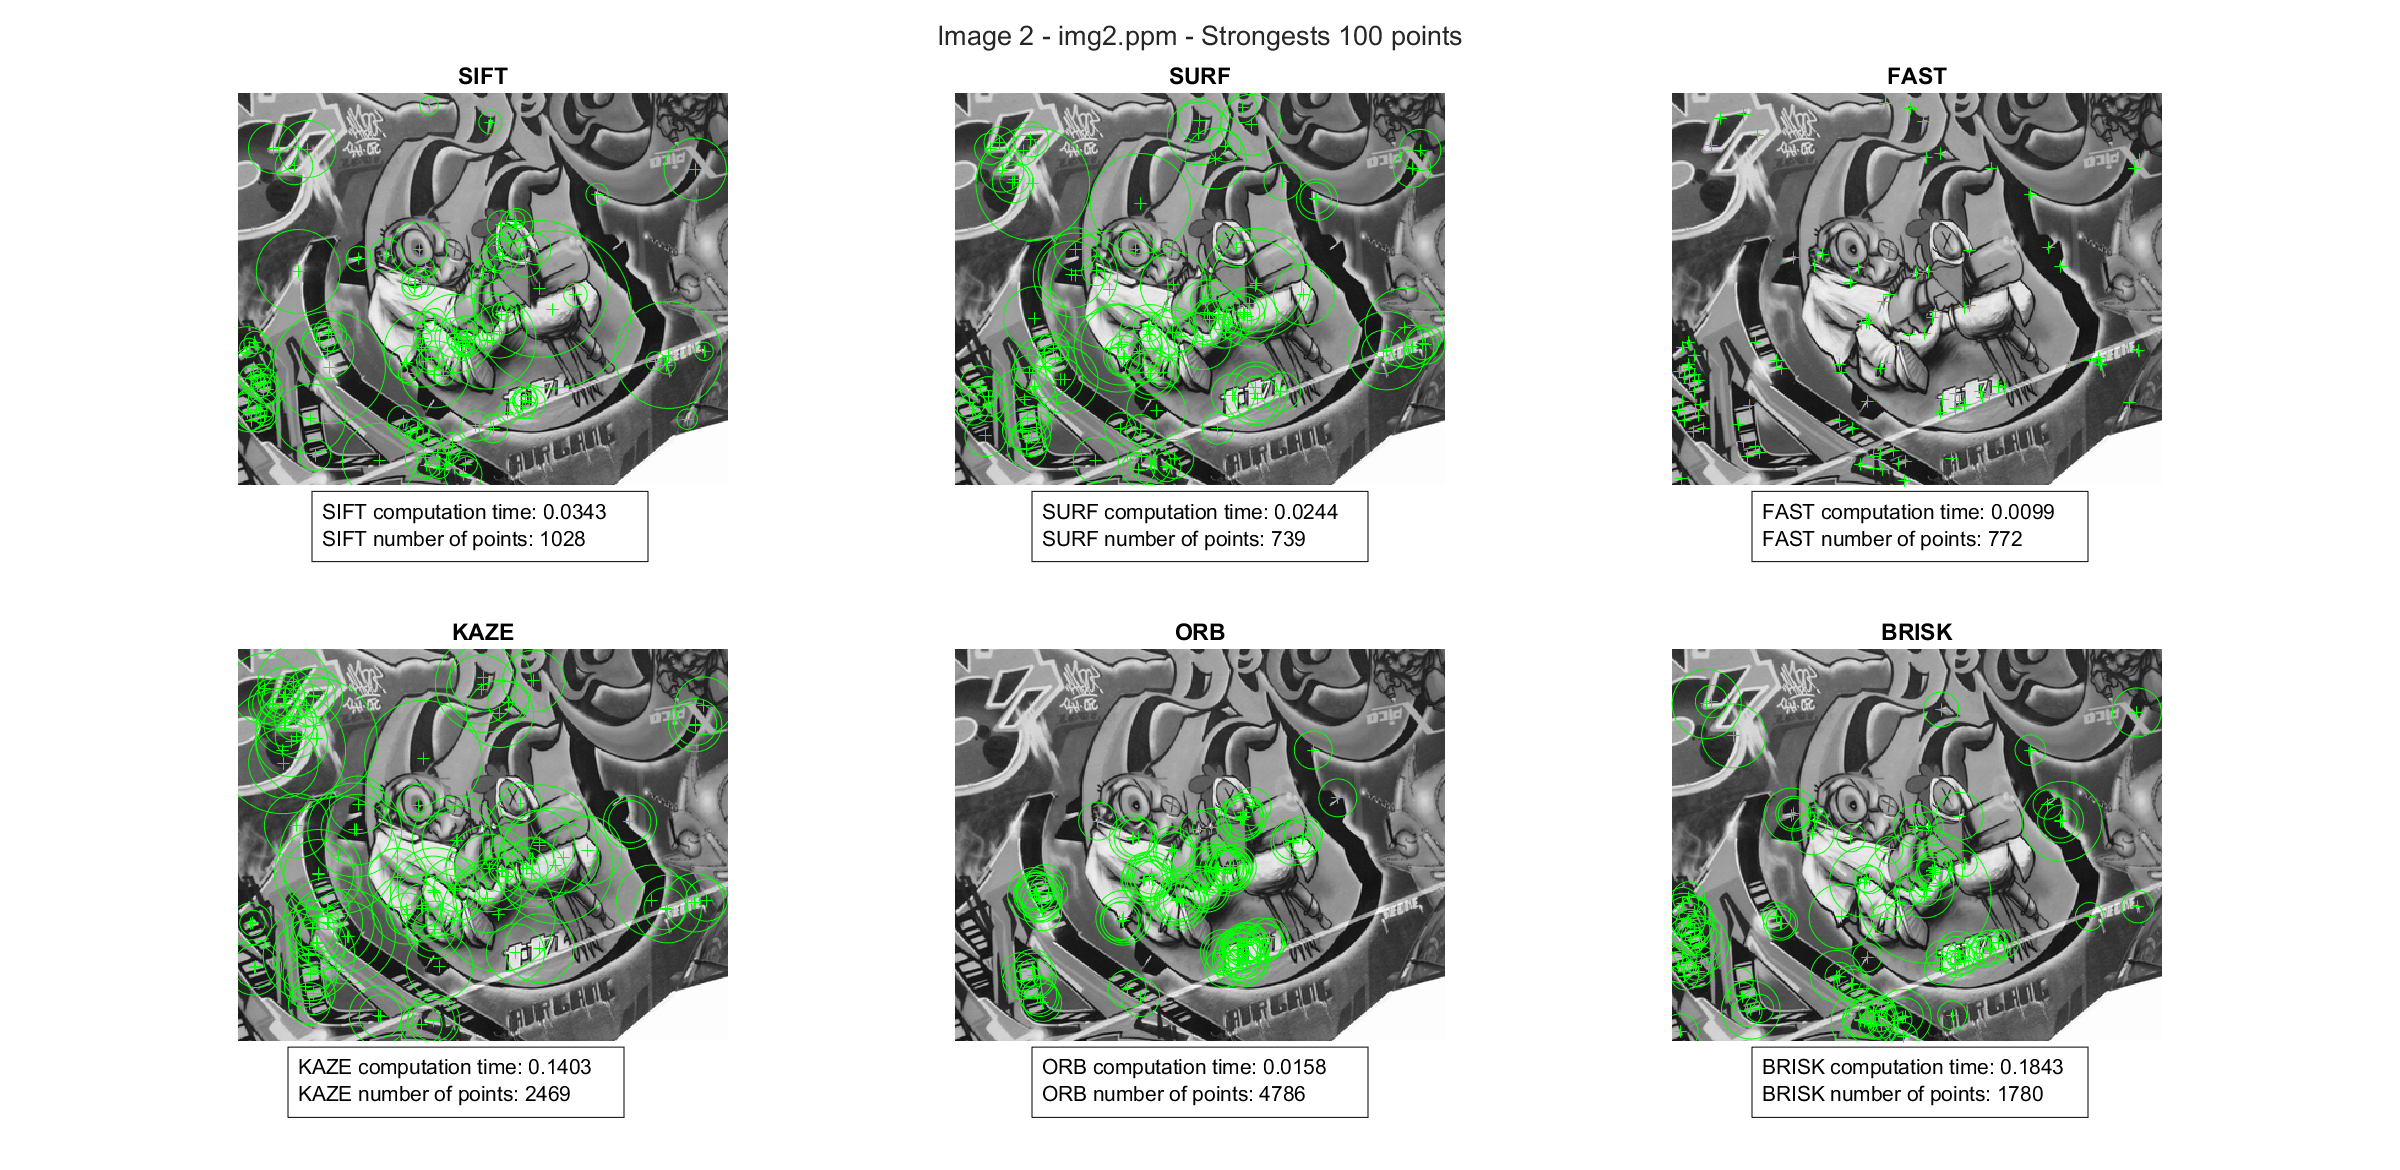 Image 2 - img2.ppm - Strongests 100 points
SIFT
SURF
FAST
SIFT computation time: 0.0343
SIFT number of points: 1028
SURF computation time: 0.0244
SURF number of points: 739
FAST computation time: 0.0099
FAST number of points: 772
KAZE
ORB
BRISK
KAZE computation time: 0.1403
KAZE number of points: 2469
ORB computation time: 0.0158
ORB number of points: 4786
BRISK computation time: 0.1843
BRISK number of points: 1780